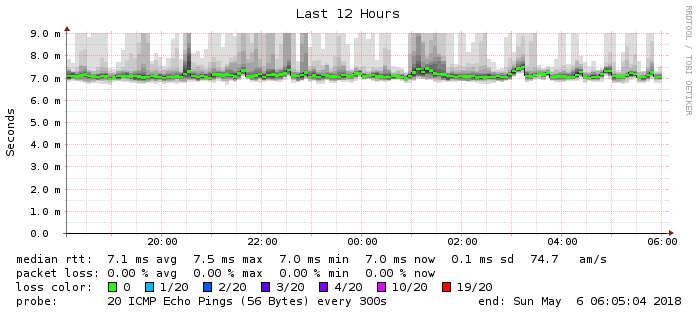 Last 12 Hours
RRDTOOL / TOBI OETIKER
Seconds
9.0 m
8.0 m
7.0 m
6.0 m
5.0 m
4.0 m
3.0 m
2.0 m
1.0 m
0.0
20:00 22:00 00:00 02:00 04:00 06:00
median rtt: 7.1 ms avg 7.5 ms max 7.0 ms min 7.0 ms now 0.1 ms sd 74.7 am/s
packet loss: 0.00 % avg 0.00 % max 0.00 % min 0.00 % now
loss color: 0 1/20 2/20 3/20 4/20 10/20 19/20
probe: 20 ICMP Echo Pings (56 Bytes) every 300s end: Sun May 6 06:05:04 2018